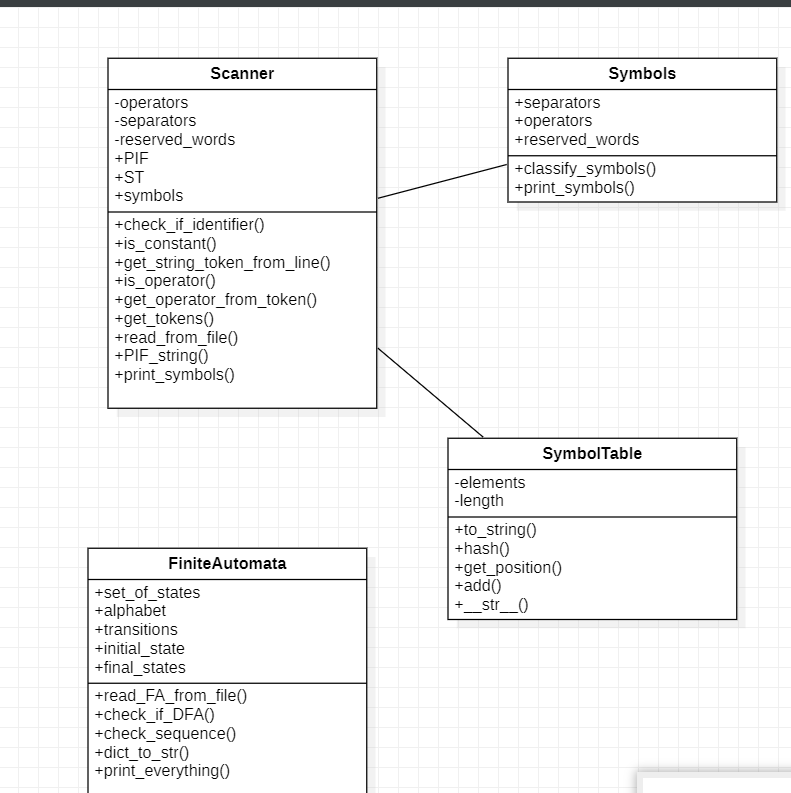 Scanner
-operators
-separators
-reserved_words
+PIF
+ST
+symbols
+check_if_identifier()
+is_constant()
+get_string_token_from_line()
+is_operator()
+get_operator_from_token()
+get_tokens()
+read_from_file()
+PIF_string()
+print_symbols()
Symbols
+separators
+operators
+reserved_words
+classify_symbols()
+print_symbols()
SymbolTable
-elements
-length
+to_string()
+hash()
+get_position()
+add()
+__str__()
FiniteAutomata
+set_of_states
+alphabet
+transitions
+initial_state
+final_states
+read_FA_from_file()
+check_if_DFA()
+check_sequence()
+dict_to_str()
+print_everything()